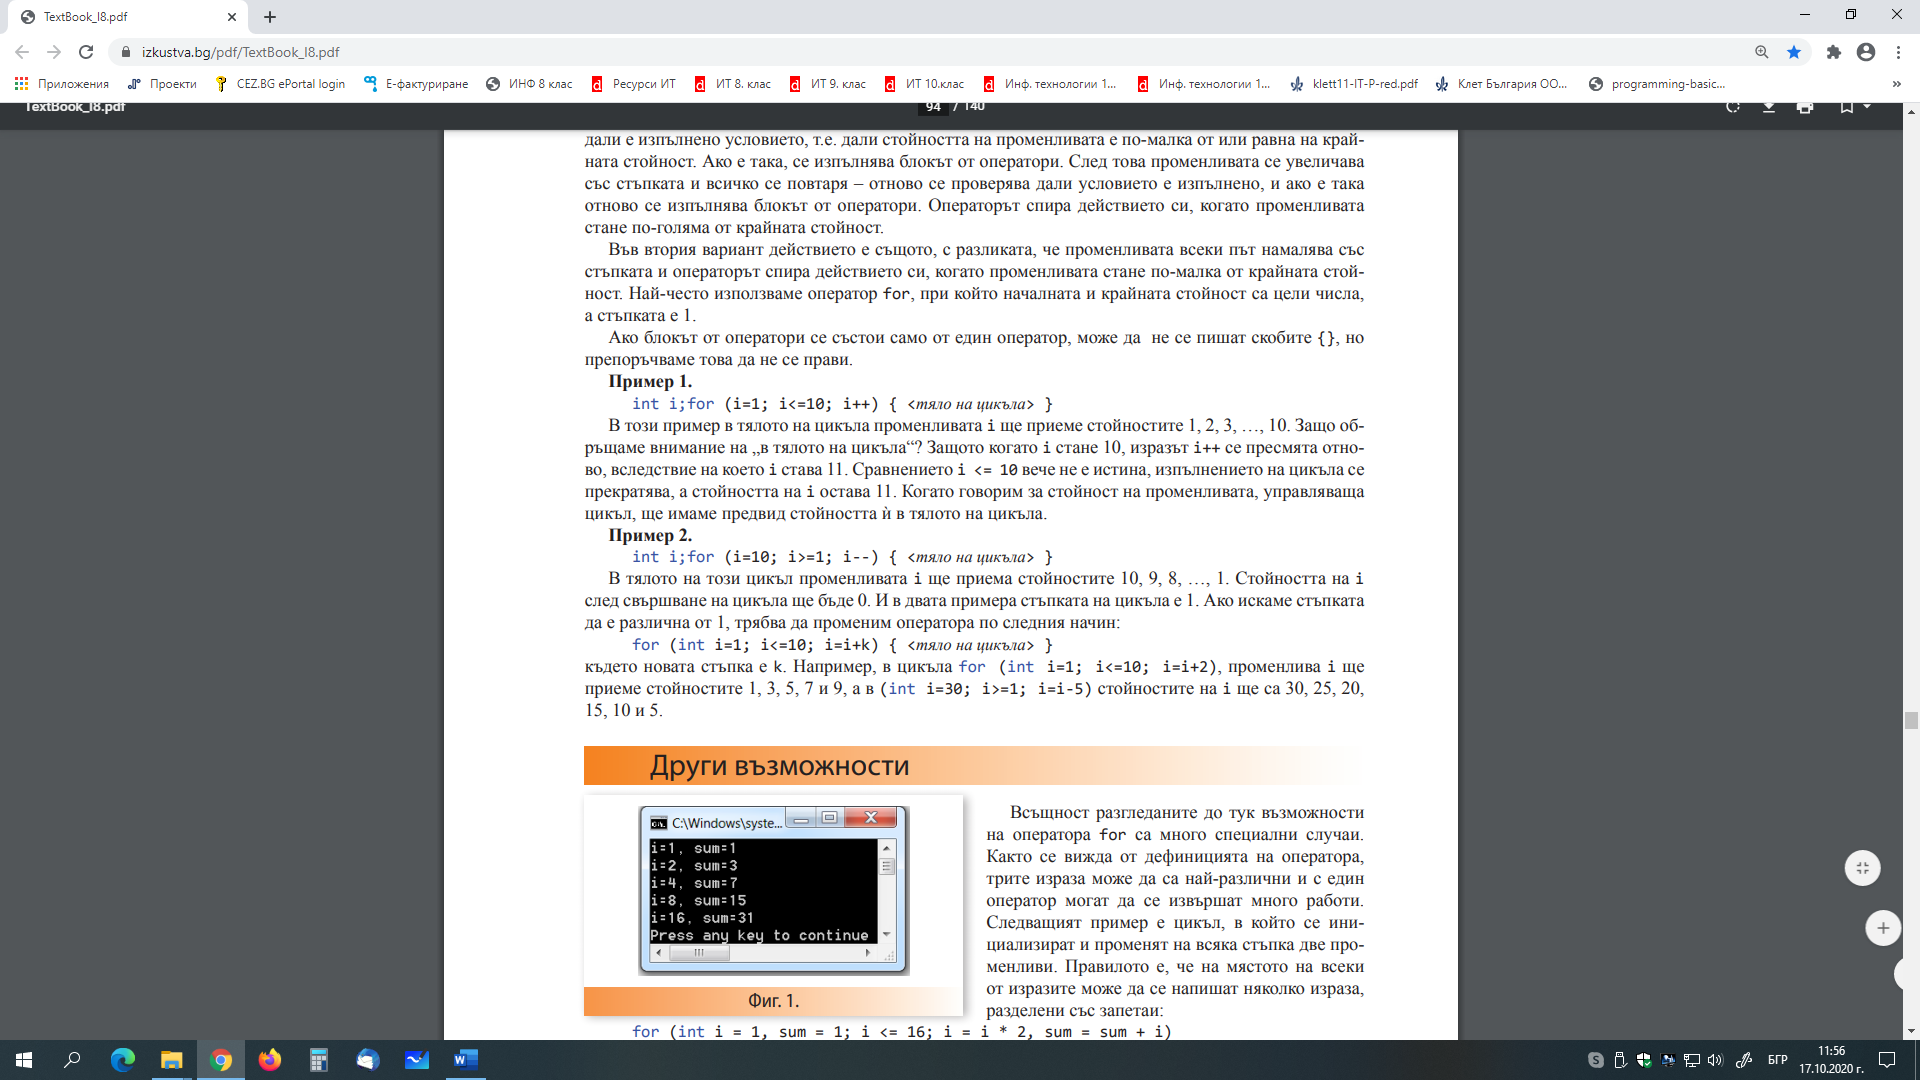 TextBook_I8.pdf
izkustva.bg/pdf/TextBook_I8.pdf
Приложения Проекти CEZ.BG ePortal login Е-фактуриране ИНФ 8 клас Ресурси ИТ ИТ 8. клас ИТ 9. клас ИТ 10.клас Инф. технологии 1... Инф. технологии 1... klett11-IT-P-red.pdf Клет България ОО... programming-basic... »
TextBook_I8.pdf 94 / 140
дали е изпълнено условието, т.е. дали стойността на променливата е по-малка от или равна на край-
ната стойност. Ако е така, се изпълнява блокът от оператори. След това променливата се увеличава
със стъпката и всичко се повтаря – отново се проверява дали условието е изпълнено, и ако е така
отново се изпълнява блокът от оператори. Операторът спира действието си, когато променливата
стане по-голяма от крайната стойност.
Във втория вариант действието е същото, с разликата, че променливата всеки път намалява със
стъпката и операторът спира действието си, когато променливата стане по-малка от крайната стой-
ност. Най-често използваме оператор for, при който началната и крайната стойност са цели числа,
а стъпката е 1.
Ако блокът от оператори се състои само от един оператор, може да не се пишат скобите {}, но
препоръчваме това да не се прави.
Пример 1.
int i;for (i=1; i<=10; i++) { <тяло на цикъла> }
В този пример в тялото на цикъла променливата i ще приеме стойностите 1, 2, 3, …, 10. Защо об-
ръщаме внимание на „в тялото на цикъла“? Защото когато i стане 10, изразът i++ се пресмята отно-
во, вследствие на което i става 11. Сравнението i <= 10 вече не е истина, изпълнението на цикъла се
прекратява, а стойността на i остава 11. Когато говорим за стойност на променливата, управляваща
цикъл, ще имаме предвид стойността ѝ в тялото на цикъла.
Пример 2.
int i;for (i=10; i>=1; i--) { <тяло на цикъла> }
В тялото на този цикъл променливата i ще приема стойностите 10, 9, 8, …, 1. Стойността на i
след свършване на цикъла ще бъде 0. И в двата примера стъпката на цикъла е 1. Ако искаме стъпката
да е различна от 1, трябва да променим оператора по следния начин:
for (int i=1; i<=10; i=i+k) { <тяло на цикъла> }
където новата стъпка е k. Например, в цикъла for (int i=1; i<=10; i=i+2), променлива i ще
приеме стойностите 1, 3, 5, 7 и 9, а в (int i=30; i>=1; i=i-5) стойностите на i ще са 30, 25, 20,
15, 10 и 5.
Други възможности
C:\Windows\syste...
i=1, sum=1
i=2, sum=3
i=4, sum=7
i=8, sum=15
i=16, sum=31
Press any key to continue
Фиг. 1.
Всъщност разгледаните до тук възможности
на оператора for са много специални случаи.
Както се вижда от дефиницията на оператора,
трите израза може да са най-различни и с един
оператор могат да се извършат много работи.
Следващият пример е цикъл, в който се ини-
циализират и променят на всяка стъпка две про-
менливи. Правилото е, че на мястото на всеки
от изразите може да се напишат няколко израза,
разделени със запетаи:
for (int i = 1, sum = 1; i <= 16; i = i * 2, sum = sum + i)
БГР
11:56
17.10.2020 г.